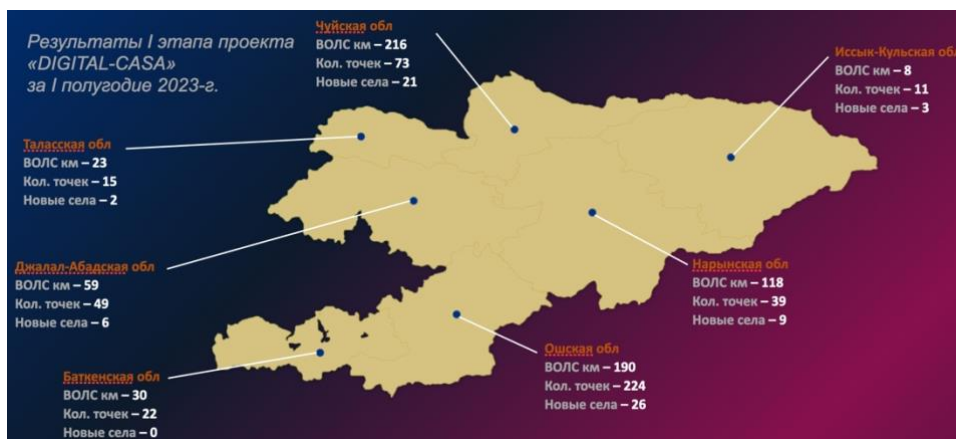 Результаты I этапа проекта
«DIGITAL-CASA»
за I полугодие 2023-г.
Чуйская обл
ВОЛС км – 216
Кол. точек – 73
Новые села – 21
Иссык-Кульская обл
ВОЛС км – 8
Кол. точек – 11
Новые села – 3
Таласская обл
ВОЛС км – 23
Кол. точек – 15
Новые села – 2
Джалал-Абадская обл
ВОЛС км – 59
Кол. точек – 49
Новые села – 6
Нарынская обл
ВОЛС км – 118
Кол. точек – 39
Новые села – 9
Ошская обл
ВОЛС км – 190
Кол. точек – 224
Новые села – 26
Баткенская обл
ВОЛС км – 30
Кол. точек – 22
Новые села – 0